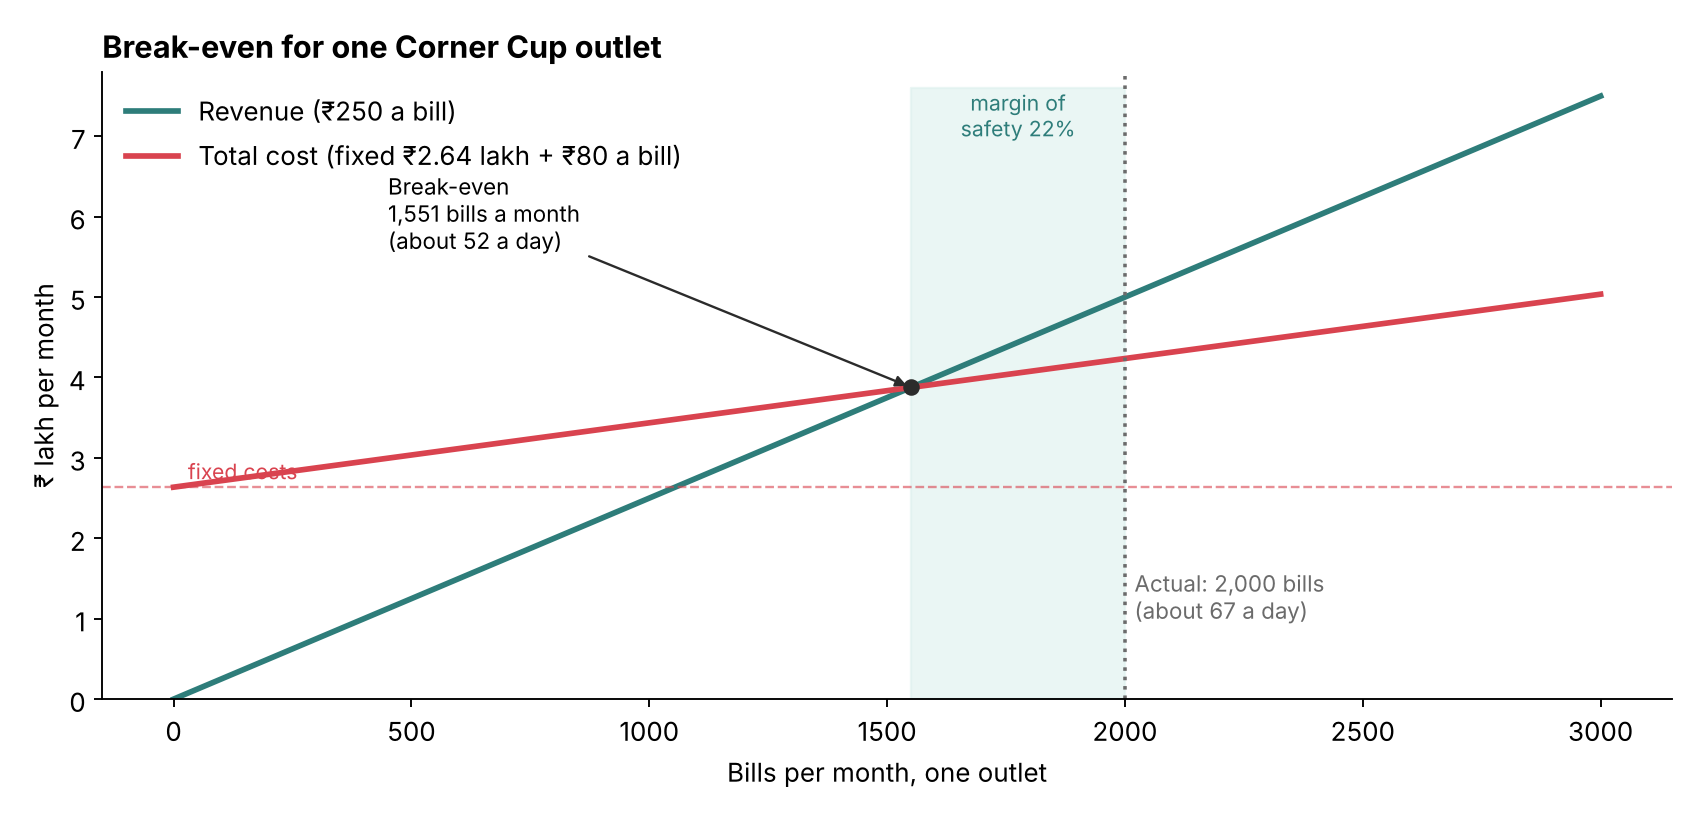 Break-even for one Corner Cup outlet
Revenue (₹250 a bill)
Total cost (fixed ₹2.64 lakh + ₹80 a bill)
Break-even
1,551 bills a month
(about 52 a day)
margin of
safety 22%
fixed costs
Actual: 2,000 bills
(about 67 a day)
₹ lakh per month
7
6
5
4
3
2
1
0
0 500 1000 1500 2000 2500 3000
Bills per month, one outlet